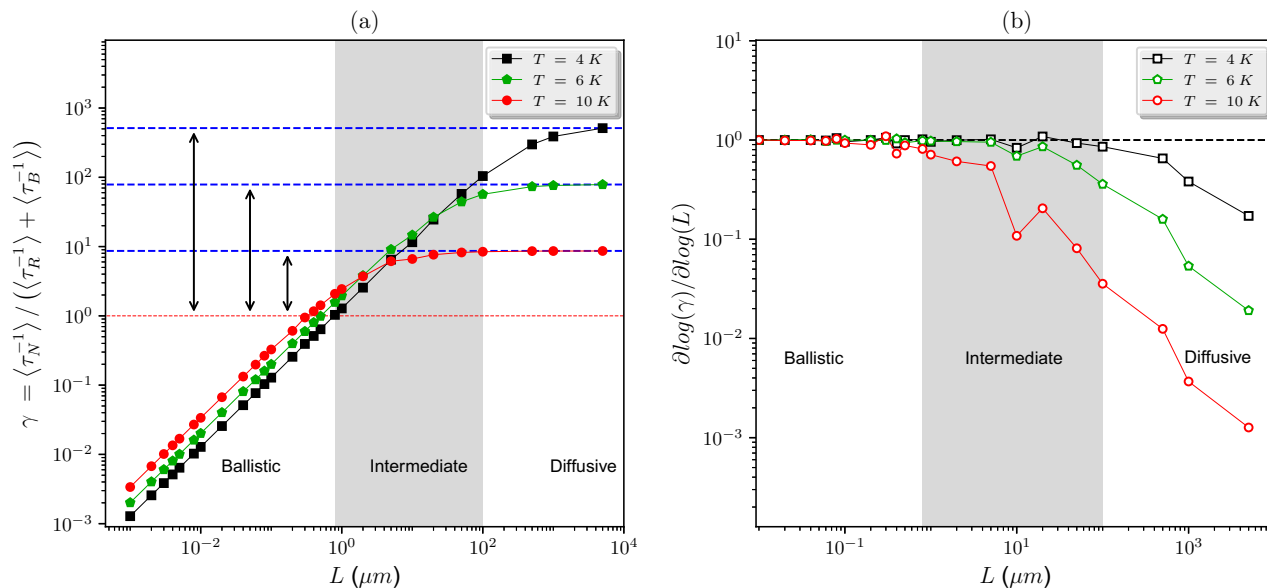 (a)
γ = ⟨τ_N^{-1}⟩ / (⟨τ_R^{-1}⟩ + ⟨τ_B^{-1}⟩)
10^3
10^2
10^1
10^0
10^{-1}
10^{-2}
10^{-3}
T = 4 K
T = 6 K
T = 10 K
Ballistic
Intermediate
Diffusive
10^{-2}
10^0
10^2
10^4
L (μm)
(b)
∂log(γ)/∂log(L)
10^1
10^0
10^{-1}
10^{-2}
10^{-3}
T = 4 K
T = 6 K
T = 10 K
Ballistic
Intermediate
Diffusive
10^{-1}
10^1
10^3
L (μm)